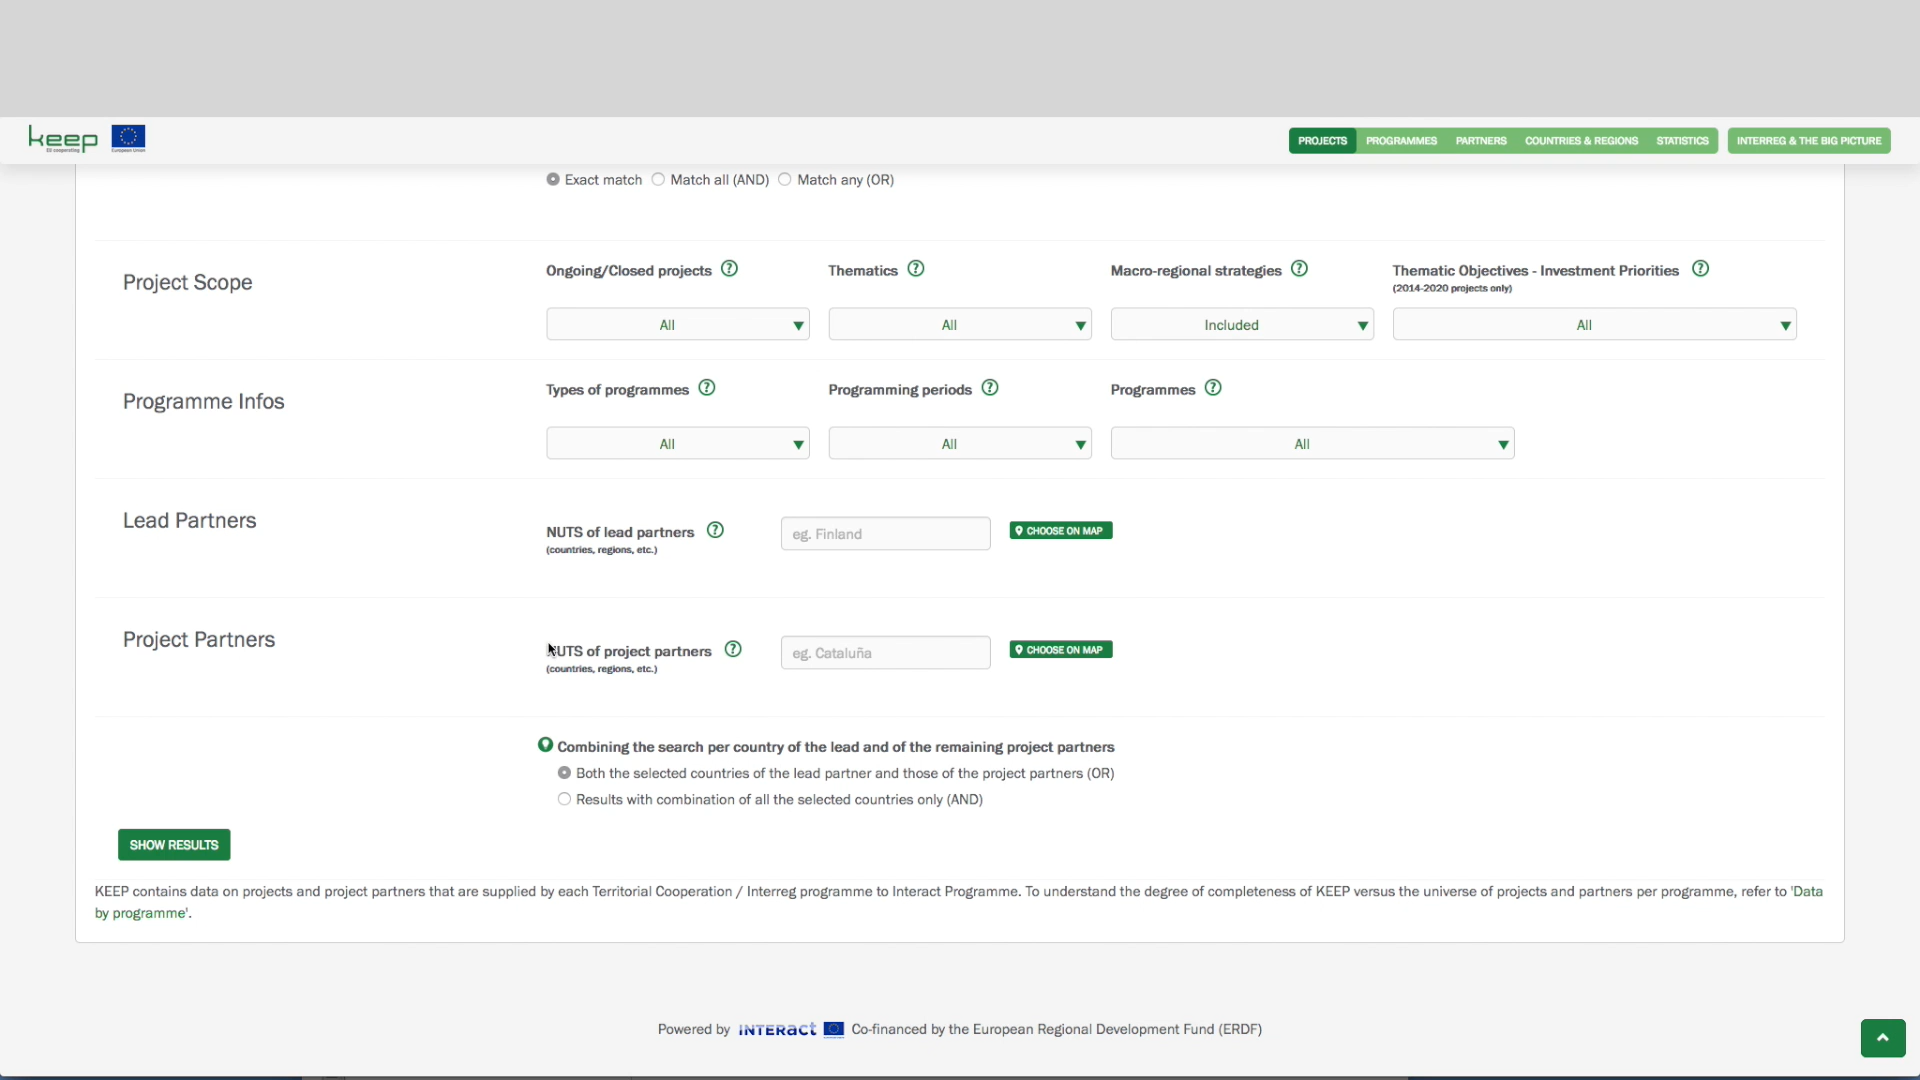 keep
EU cooperating
European Union
PROJECTS
PROGRAMMES
PARTNERS
COUNTRIES & REGIONS
STATISTICS
INTERREG & THE BIG PICTURE
Exact match
Match all (AND)
Match any (OR)
Project Scope
Ongoing/Closed projects ?
Thematics ?
Macro-regional strategies ?
Thematic Objectives - Investment Priorities ?
(2014-2020 projects only)
All
All
Included
All
Programme Infos
Types of programmes ?
Programming periods ?
Programmes ?
All
All
All
Lead Partners
NUTS of lead partners ?
(countries, regions, etc.)
eg. Finland
CHOOSE ON MAP
Project Partners
NUTS of project partners ?
(countries, regions, etc.)
eg. Cataluña
CHOOSE ON MAP
Combining the search per country of the lead and of the remaining project partners
Both the selected countries of the lead partner and those of the project partners (OR)
Results with combination of all the selected countries only (AND)
SHOW RESULTS
KEEP contains data on projects and project partners that are supplied by each Territorial Cooperation / Interreg programme to Interact Programme. To understand the degree of completeness of KEEP versus the universe of projects and partners per programme, refer to 'Data
by programme'.
Powered by INTERACT Co-financed by the European Regional Development Fund (ERDF)